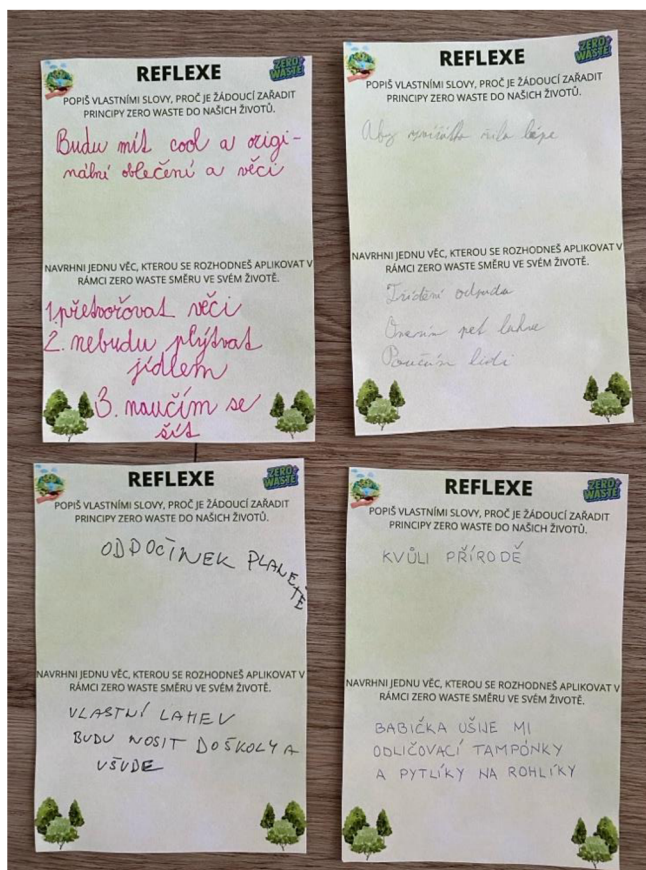 REFLEXE
ZERO WASTE
POPIŠ VLASTNÍMI SLOVY, PROČ JE ŽÁDOUCÍ ZAŘADIT
PRINCIPY ZERO WASTE DO NAŠICH ŽIVOTŮ.
Budu mít cool a origi-
nální oblečení a věci
NAVRHNI JEDNU VĚC, KTEROU SE ROZHODNEŠ APLIKOVAT V
RÁMCI ZERO WASTE SMĚRU VE SVÉM ŽIVOTĚ.
1. přetvořovat věci
2. nebudu plýtvat
jídlem
3. naučím se
šít
REFLEXE
ZERO WASTE
POPIŠ VLASTNÍMI SLOVY, PROČ JE ŽÁDOUCÍ ZAŘADIT
PRINCIPY ZERO WASTE DO NAŠICH ŽIVOTŮ.
Aby žila lépe
NAVRHNI JEDNU VĚC, KTEROU SE ROZHODNEŠ APLIKOVAT V
RÁMCI ZERO WASTE SMĚRU VE SVÉM ŽIVOTĚ.
Třídění odpadu
pet lahve
lidi
REFLEXE
ZERO WASTE
POPIŠ VLASTNÍMI SLOVY, PROČ JE ŽÁDOUCÍ ZAŘADIT
PRINCIPY ZERO WASTE DO NAŠICH ŽIVOTŮ.
ODPOČÍNEK PLANETĚ
NAVRHNI JEDNU VĚC, KTEROU SE ROZHODNEŠ APLIKOVAT V
RÁMCI ZERO WASTE SMĚRU VE SVÉM ŽIVOTĚ.
VLASTNÍ LAHEV
BUDU NOSIT DO ŠKOLY A
VŠUDE
REFLEXE
ZERO WASTE
POPIŠ VLASTNÍMI SLOVY, PROČ JE ŽÁDOUCÍ ZAŘADIT
PRINCIPY ZERO WASTE DO NAŠICH ŽIVOTŮ.
KVŮLI PŘÍRODĚ
NAVRHNI JEDNU VĚC, KTEROU SE ROZHODNEŠ APLIKOVAT V
RÁMCI ZERO WASTE SMĚRU VE SVÉM ŽIVOTĚ.
BABIČKA UŠIJE MI
ODLIČOVACÍ TAMPÓNKY
A PYTLÍKY NA ROHLÍKY